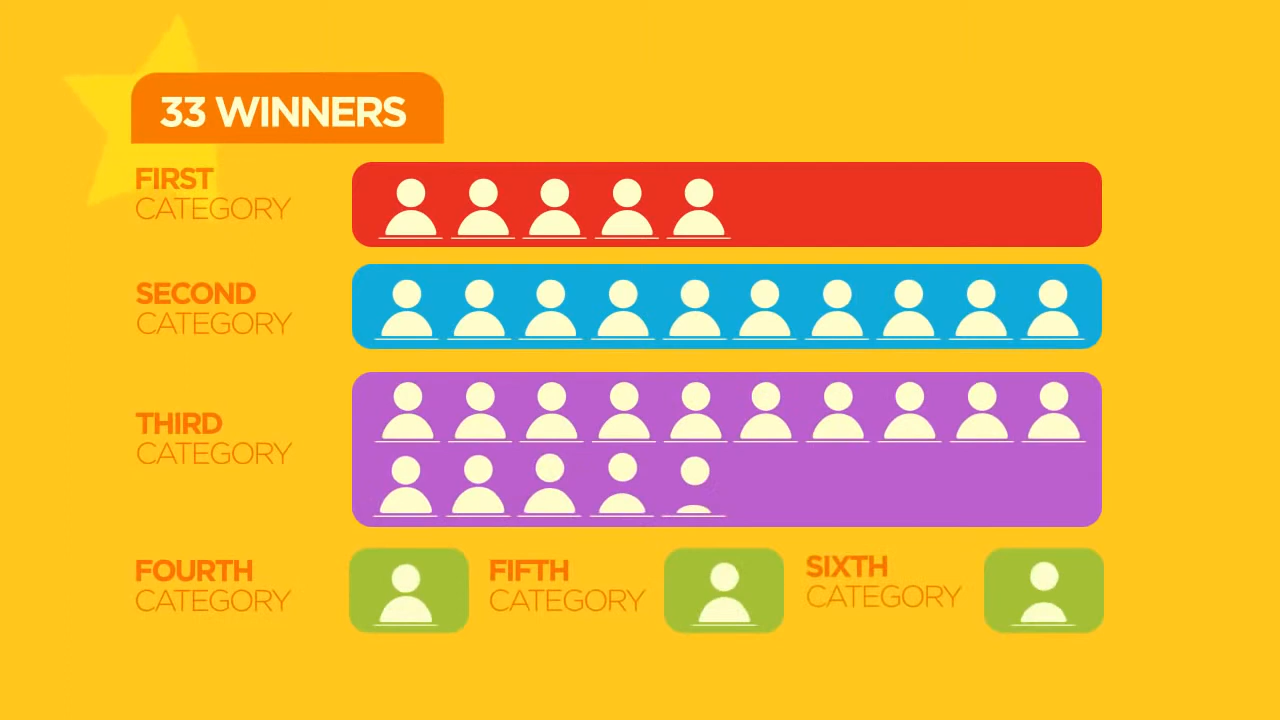 33 WINNERS
FIRST
CATEGORY
SECOND
CATEGORY
THIRD
CATEGORY
FOURTH
CATEGORY
FIFTH
CATEGORY
SIXTH
CATEGORY